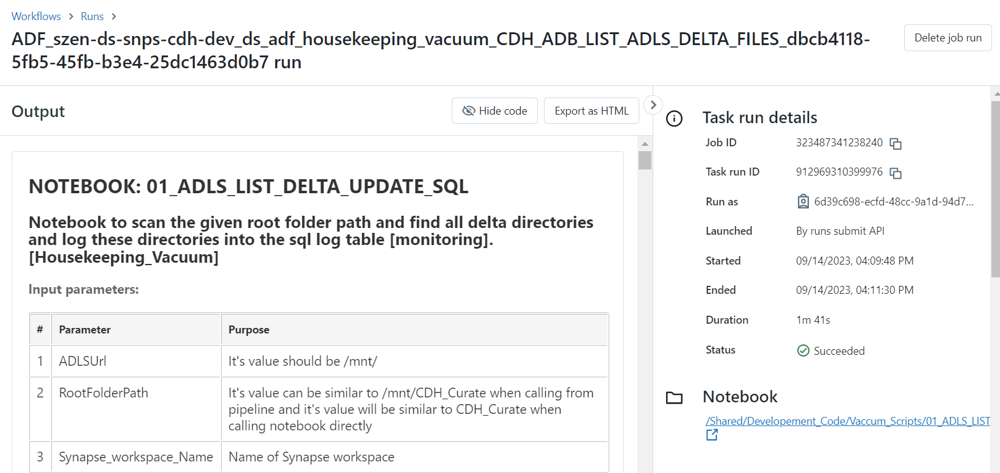 Workflows > Runs >
ADF_szen-ds-snps-cdh-dev_ds_adf_housekeeping_vacuum_CDH_ADB_LIST_ADLS_DELTA_FILES_dbcb4118-
5fb5-45fb-b3e4-25dc1463d0b7 run
Delete job run
Output
Hide code
Export as HTML
NOTEBOOK: 01_ADLS_LIST_DELTA_UPDATE_SQL
Notebook to scan the given root folder path and find all delta directories
and log these directories into the sql log table [monitoring].
[Housekeeping_Vacuum]
Input parameters:
# Parameter Purpose
1 ADLSUrl It's value should be /mnt/
2 RootFolderPath It's value can be similar to /mnt/CDH_Curate when calling from
pipeline and it's value will be similar to CDH_Curate when
calling notebook directly
3 Synapse_workspace_Name Name of Synapse workspace
Task run details
Job ID 323487341238240
Task run ID 912969310399976
Run as 6d39c698-ecfd-48cc-9a1d-94d7...
Launched By runs submit API
Started 09/14/2023, 04:09:48 PM
Ended 09/14/2023, 04:11:30 PM
Duration 1m 41s
Status Succeeded
Notebook
/Shared/Developement_Code/Vaccum_Scripts/01_ADLS_LIST